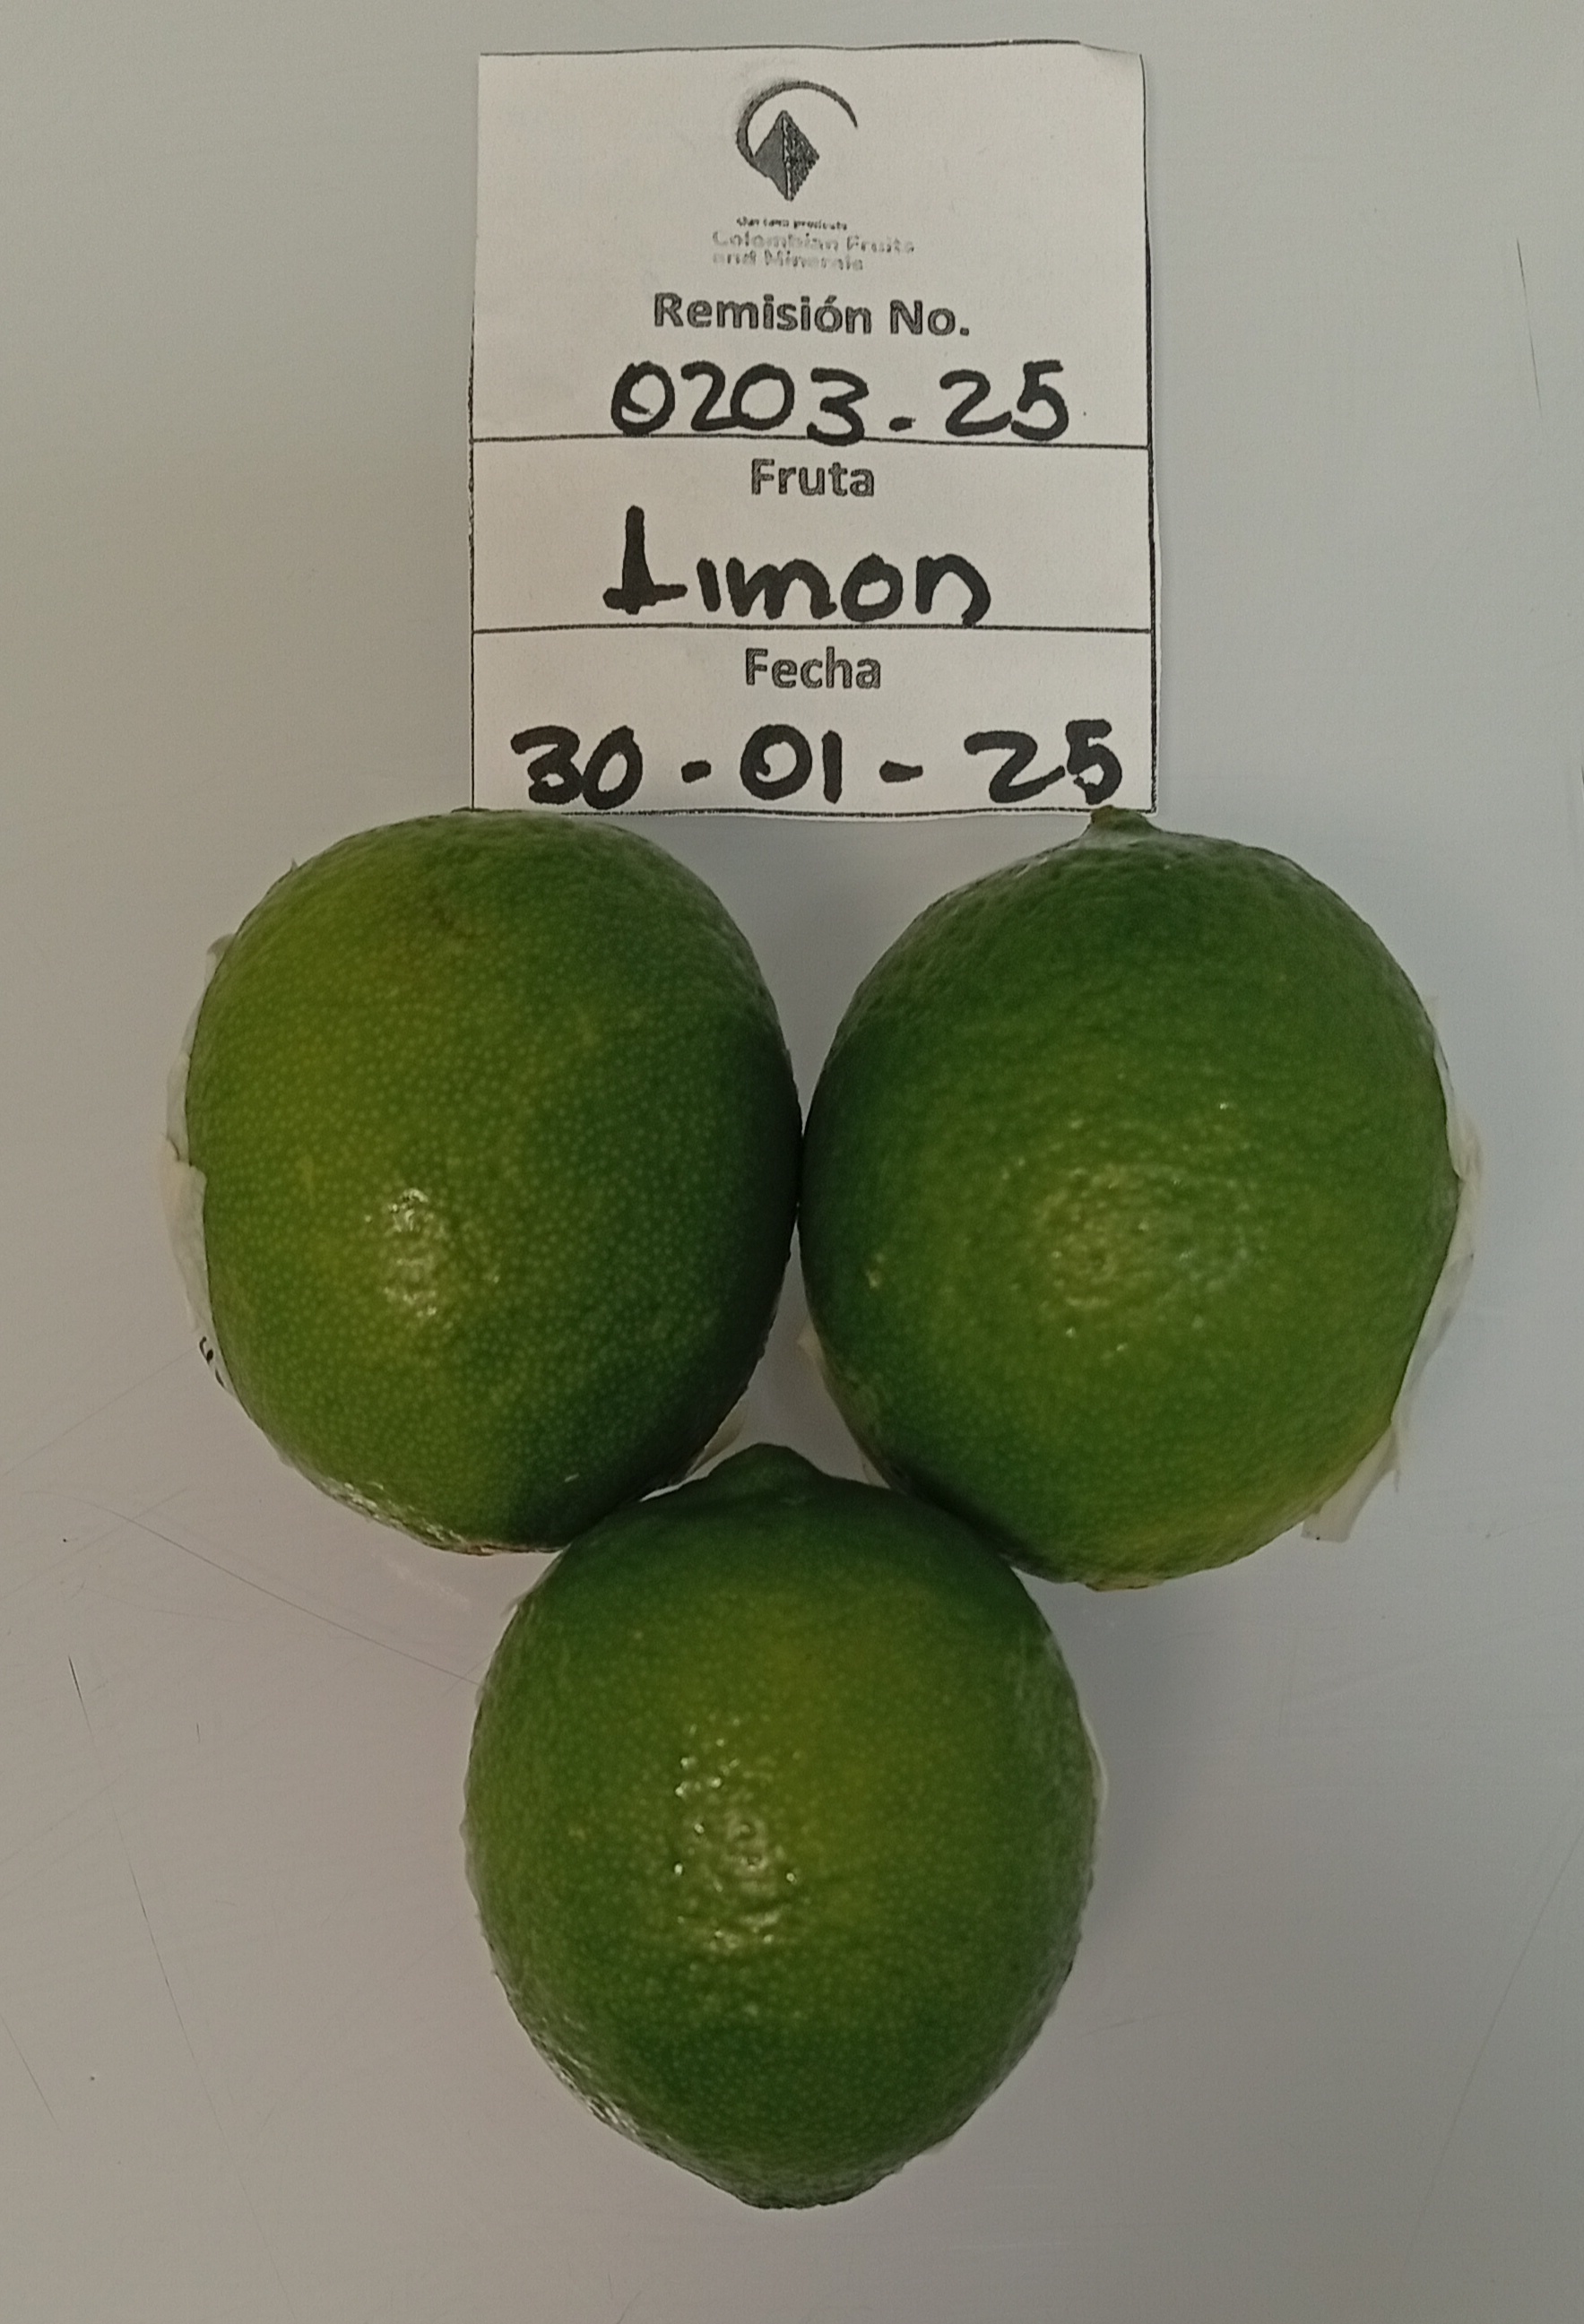 Colombian Fruits
and Minerals
Remisión No.
0203-25
Fruta
Limon
Fecha
30-01-25